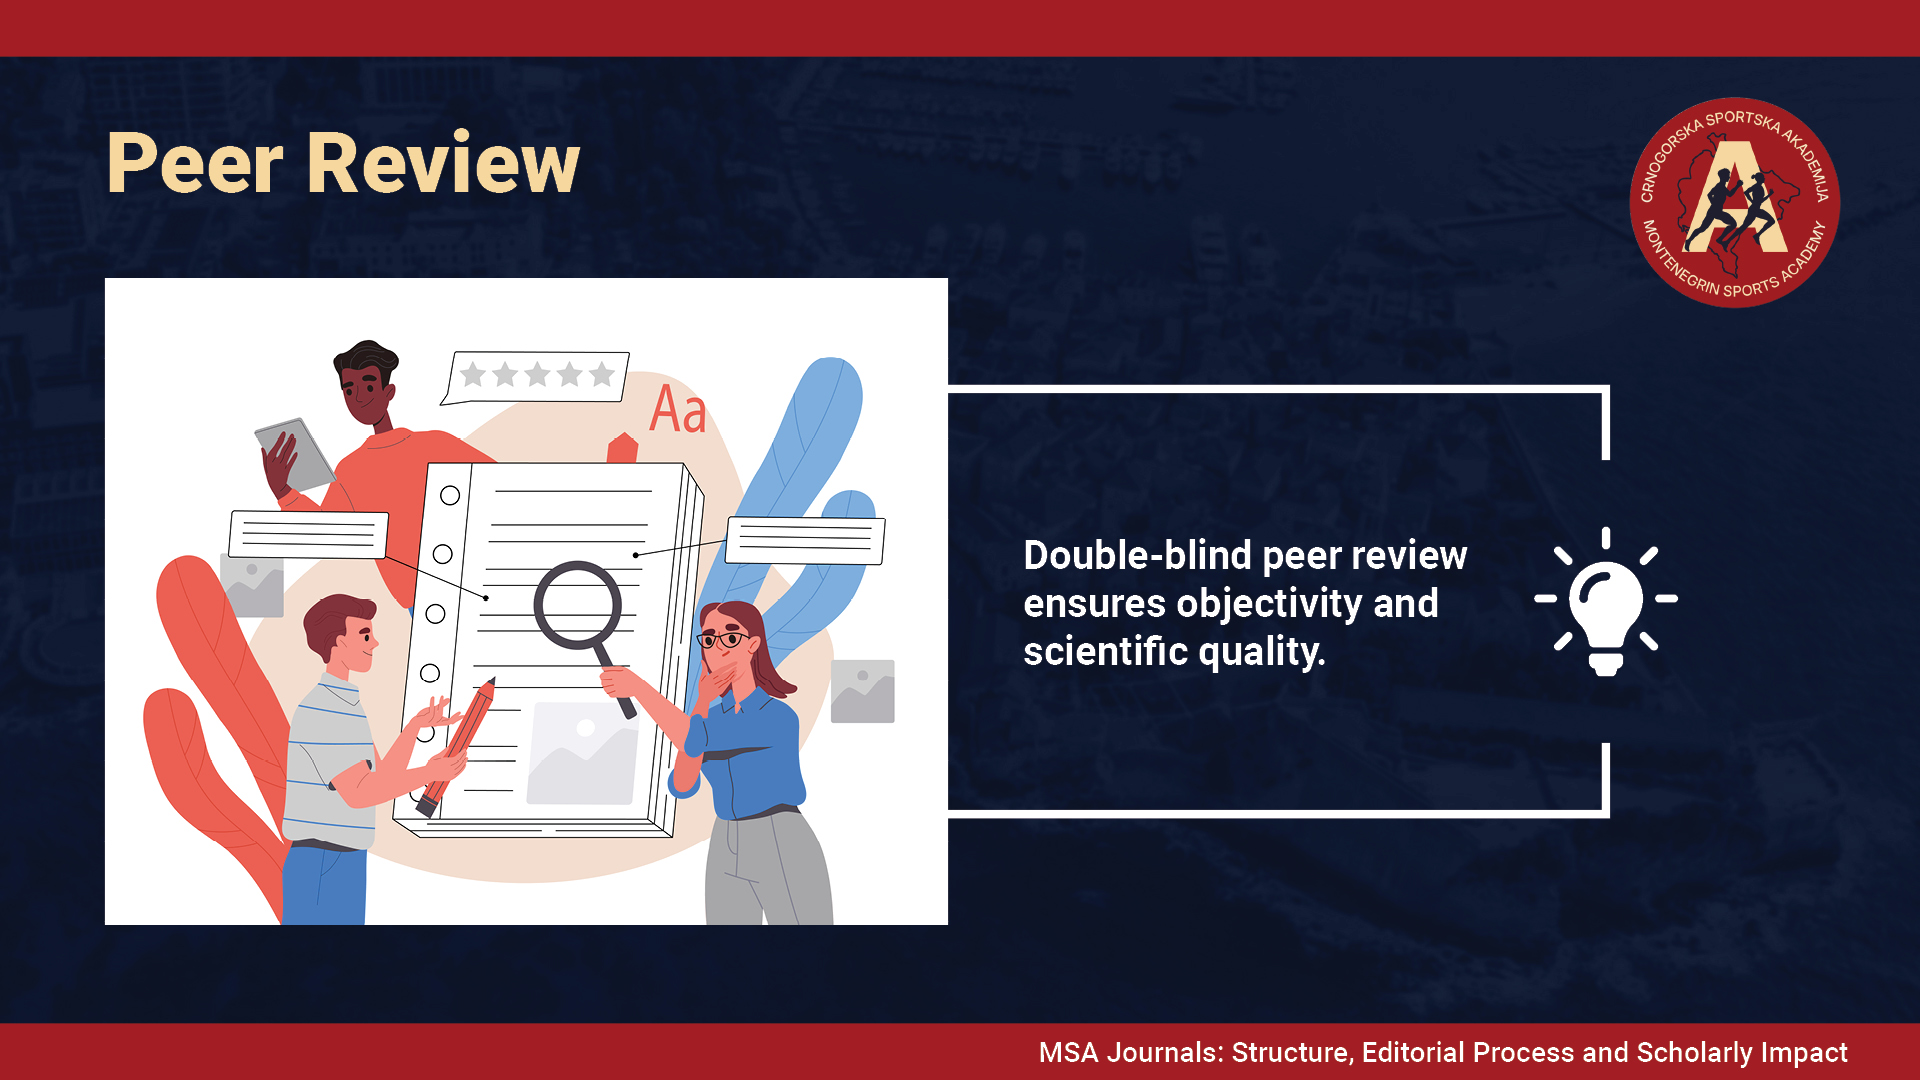 Peer Review
CRNOGORSKA SPORTSKA AKADEMIJA
MONTENEGRIN SPORTS ACADEMY
A
Aa
Double-blind peer review
ensures objectivity and
scientific quality.
MSA Journals: Structure, Editorial Process and Scholarly Impact